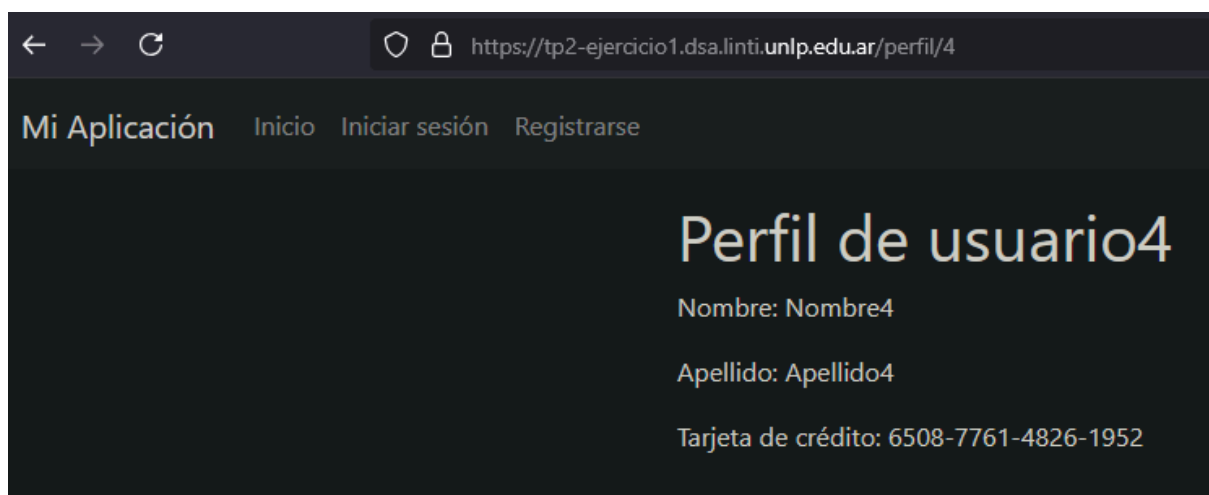 https://tp2-ejercicio1.dsa.linti.unlp.edu.ar/perfil/4
Mi Aplicación Inicio Iniciar sesión Registrarse
Perfil de usuario4
Nombre: Nombre4
Apellido: Apellido4
Tarjeta de crédito: 6508-7761-4826-1952